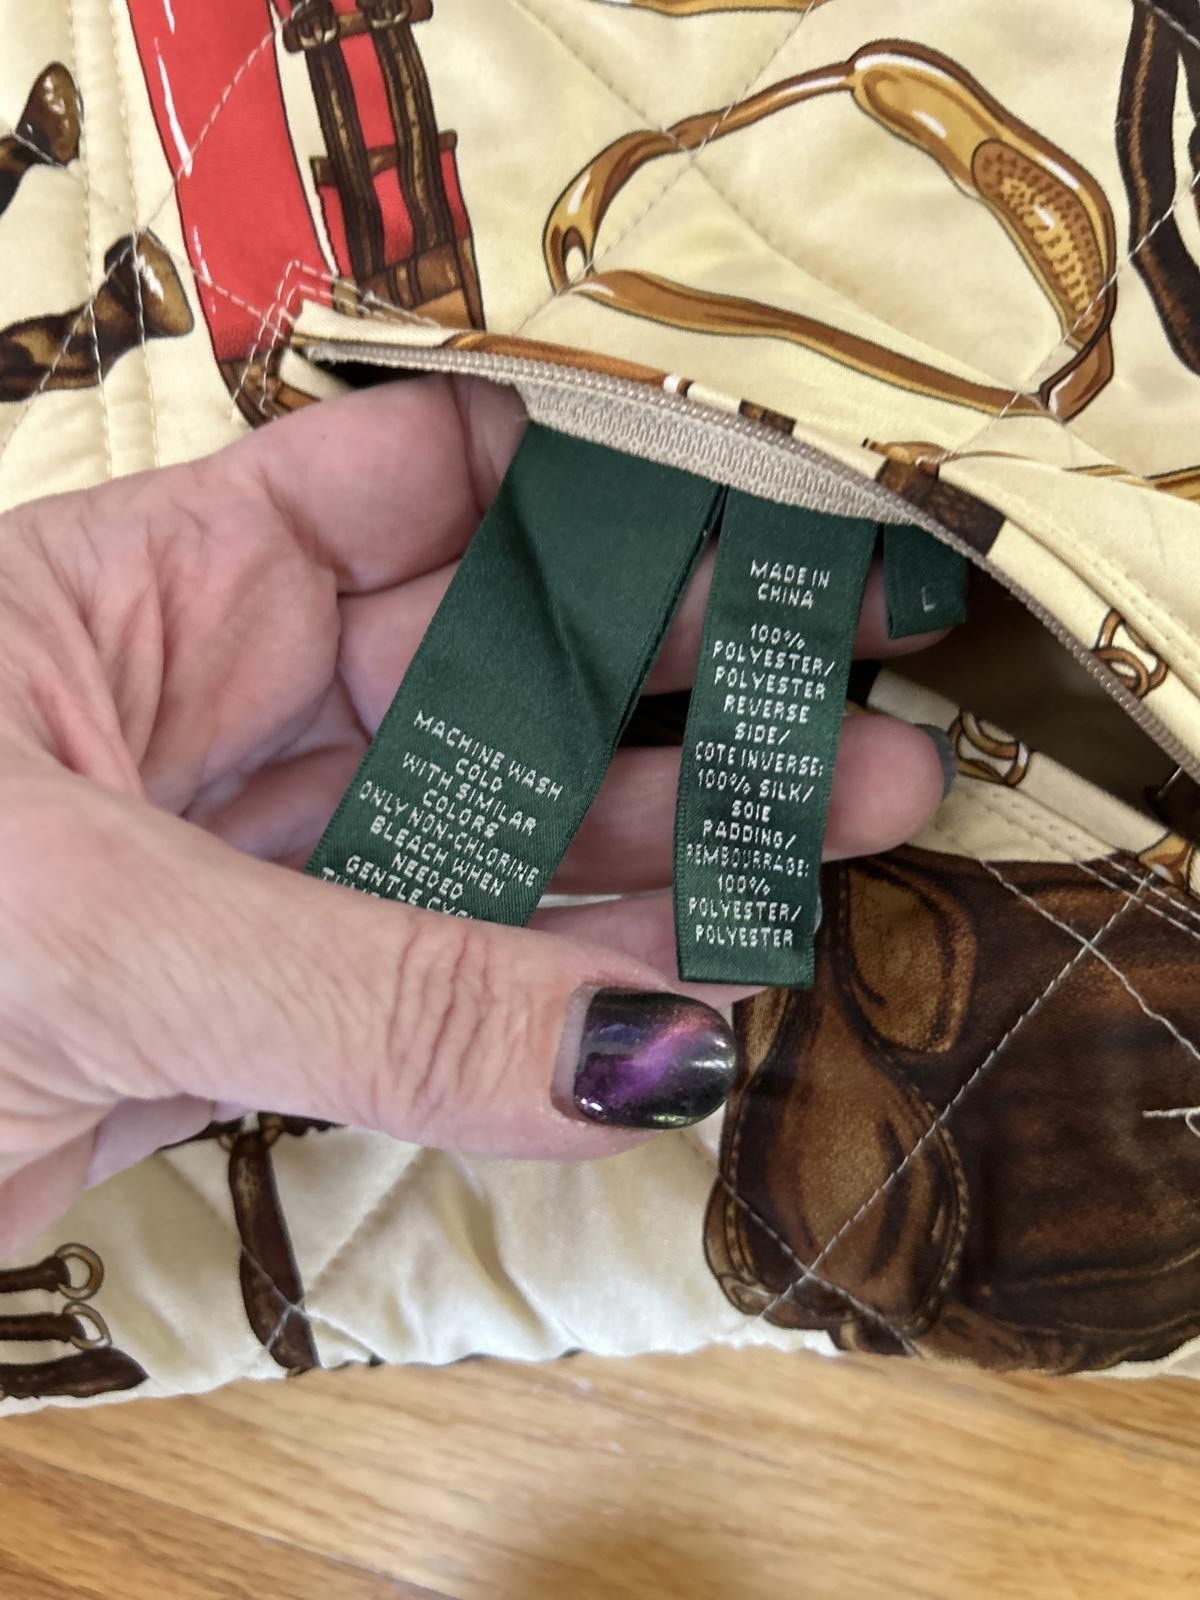 MACHINE WASH
COLD
WITH SIMILAR
COLORS
ONLY NON-CHLORINE
BLEACH WHEN
NEEDED
GENTLE CYCLE
MADE IN
CHINA
100%
POLYESTER/
POLYESTER
REVERSE
SIDE/
COTE INVERSE:
100% SILK/
SOIE
PADDING/
REMBOURRAGE:
100%
POLYESTER/
POLYESTER
L